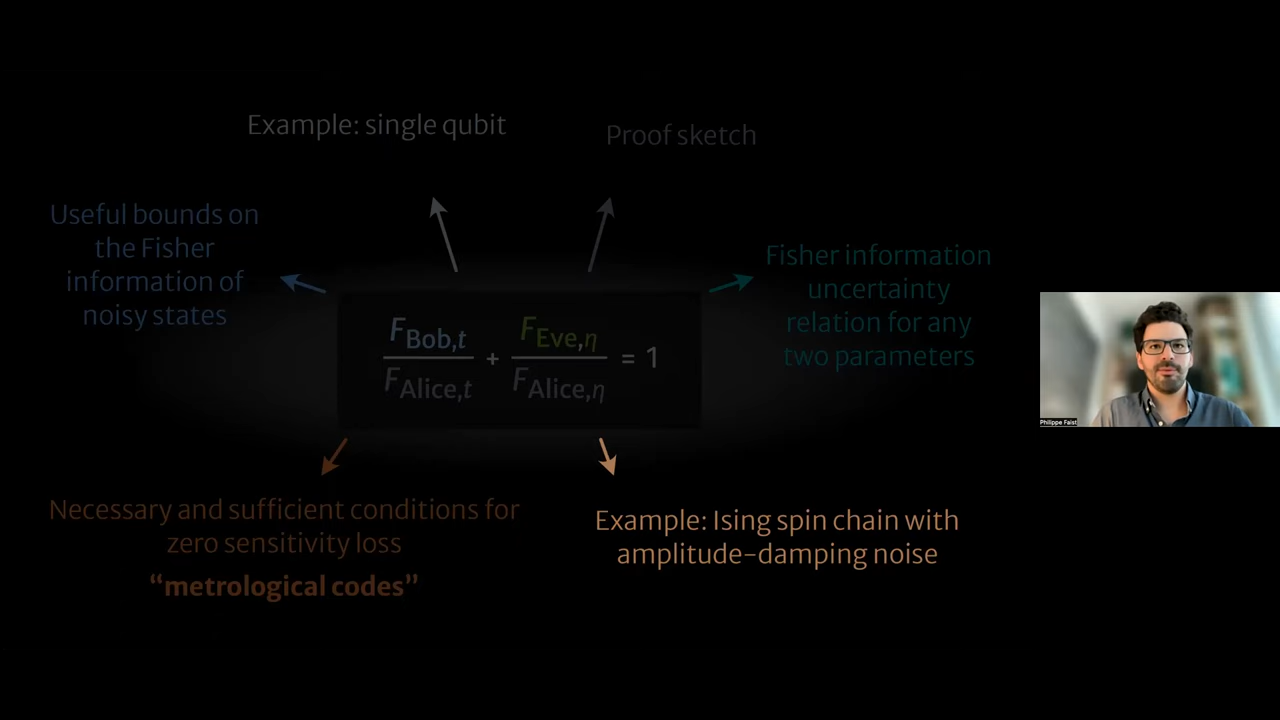 Example: single qubit
Proof sketch
Useful bounds on
the Fisher
information of
noisy states
Fisher information
uncertainty
relation for any
two parameters
F_Bob,t / F_Alice,t + F_Eve,η / F_Alice,η = 1
Philippe Faist
Necessary and sufficient conditions for
zero sensitivity loss
“metrological codes”
Example: Ising spin chain with
amplitude-damping noise